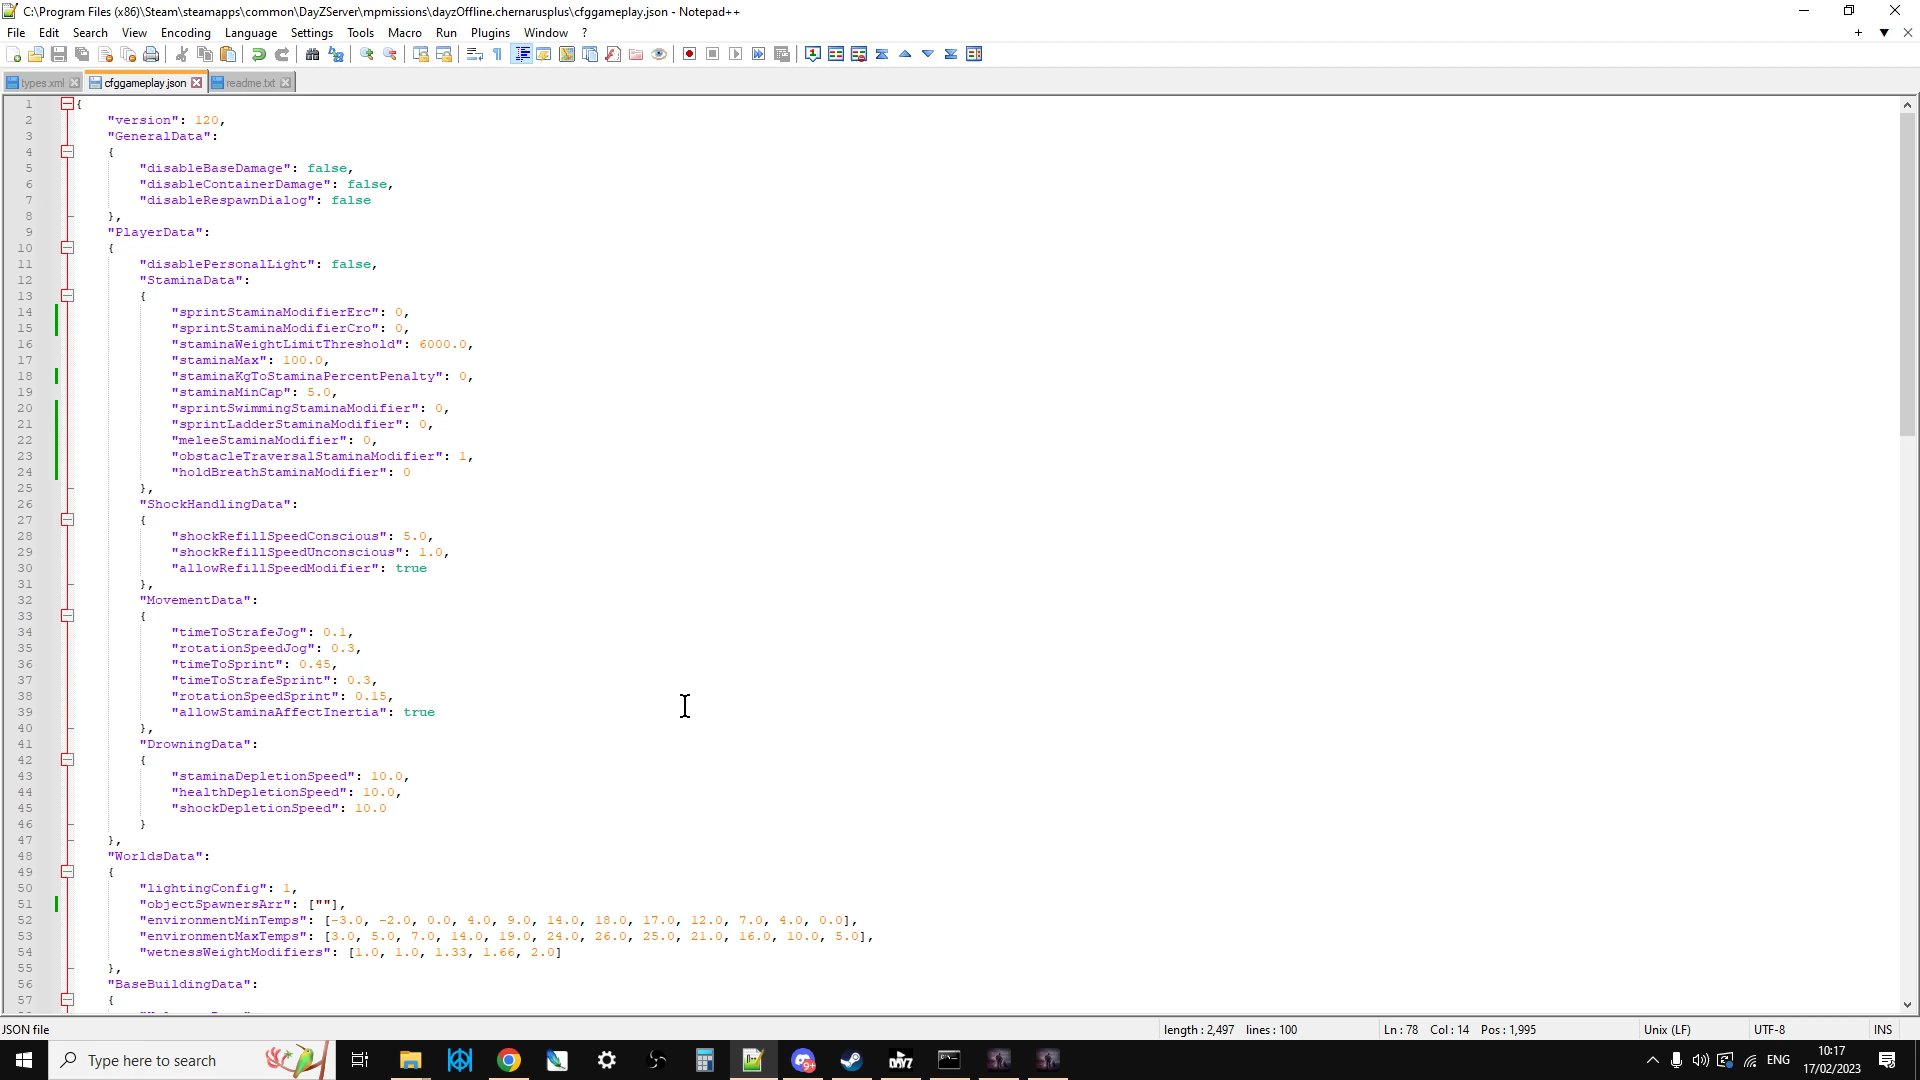 C:\Program Files (x86)\Steam\steamapps\common\DayZServer\mpmissions\dayzOffline.chernarusplus\cfggameplay.json - Notepad++
File Edit Search View Encoding Language Settings Tools Macro Run Plugins Window ?
types.xml cfggameplay.json readme.txt
1 {
2 "version": 120,
3 "GeneralData":
4 {
5 "disableBaseDamage": false,
6 "disableContainerDamage": false,
7 "disableRespawnDialog": false
8 },
9 "PlayerData":
10 {
11 "disablePersonalLight": false,
12 "StaminaData":
13 {
14 "sprintStaminaModifierErc": 0,
15 "sprintStaminaModifierCro": 0,
16 "staminaWeightLimitThreshold": 6000.0,
17 "staminaMax": 100.0,
18 "staminaKgToStaminaPercentPenalty": 0,
19 "staminaMinCap": 5.0,
20 "sprintSwimmingStaminaModifier": 0,
21 "sprintLadderStaminaModifier": 0,
22 "meleeStaminaModifier": 0,
23 "obstacleTraversalStaminaModifier": 1,
24 "holdBreathStaminaModifier": 0
25 },
26 "ShockHandlingData":
27 {
28 "shockRefillSpeedConscious": 5.0,
29 "shockRefillSpeedUnconscious": 1.0,
30 "allowRefillSpeedModifier": true
31 },
32 "MovementData":
33 {
34 "timeToStrafeJog": 0.1,
35 "rotationSpeedJog": 0.3,
36 "timeToSprint": 0.45,
37 "timeToStrafeSprint": 0.3,
38 "rotationSpeedSprint": 0.15,
39 "allowStaminaAffectInertia": true
40 },
41 "DrowningData":
42 {
43 "staminaDepletionSpeed": 10.0,
44 "healthDepletionSpeed": 10.0,
45 "shockDepletionSpeed": 10.0
46 }
47 },
48 "WorldsData":
49 {
50 "lightingConfig": 1,
51 "objectSpawnersArr": [""],
52 "environmentMinTemps": [-3.0, -2.0, 0.0, 4.0, 9.0, 14.0, 18.0, 17.0, 12.0, 7.0, 4.0, 0.0],
53 "environmentMaxTemps": [3.0, 5.0, 7.0, 14.0, 19.0, 24.0, 26.0, 25.0, 21.0, 16.0, 10.0, 5.0],
54 "wetnessWeightModifiers": [1.0, 1.0, 1.33, 1.66, 2.0]
55 },
56 "BaseBuildingData":
57 {
JSON file length : 2,497 lines : 100 Ln : 78 Col : 14 Pos : 1,995 Unix (LF) UTF-8 INS
Type here to search 9+ DAYZ ENG 10:17
17/02/2023